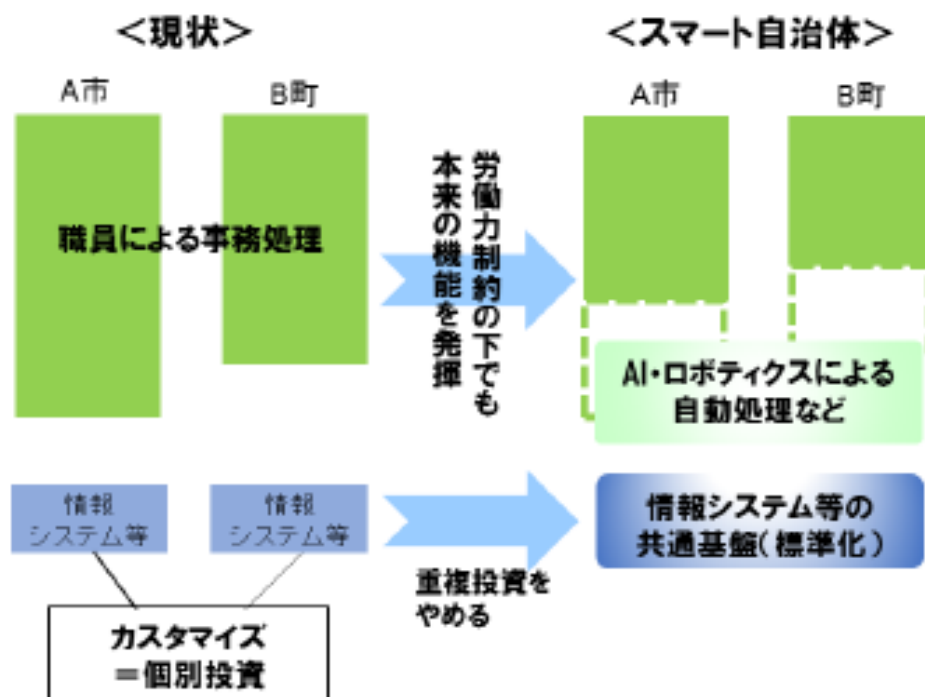 ＜現状＞
A市
B町
職員による事務処理
情報
システム等
情報
システム等
カスタマイズ
＝個別投資
労働力制約の下でも
本来の機能を発揮
重複投資を
やめる
＜スマート自治体＞
A市
B町
AI・ロボティクスによる
自動処理など
情報システム等の
共通基盤(標準化)